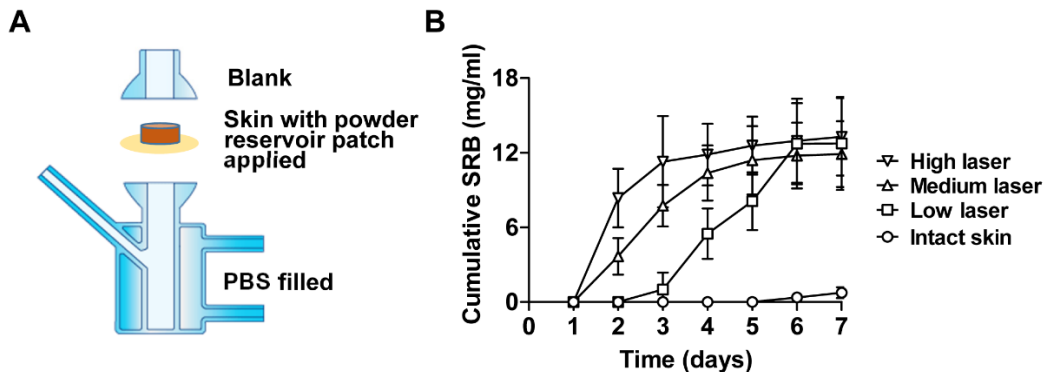 A
Blank
Skin with powder
reservoir patch
applied
PBS filled
B
Cumulative SRB (mg/ml)
18
12
6
0
0 1 2 3 4 5 6 7
Time (days)
High laser
Medium laser
Low laser
Intact skin